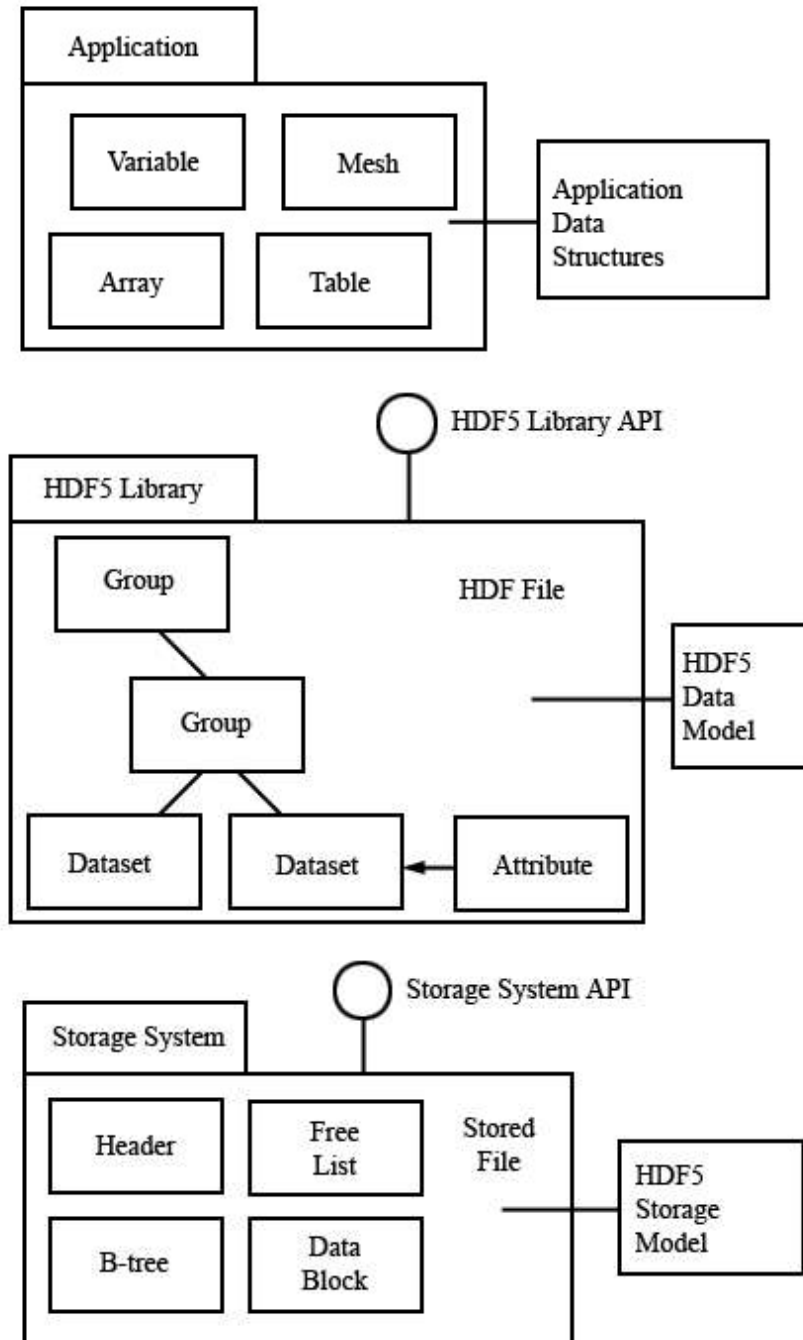 Application
Variable
Mesh
Array
Table
Application
Data
Structures
HDF5 Library API
HDF5 Library
Group
HDF File
Group
HDF5
Data
Model
Dataset
Dataset
Attribute
Storage System API
Storage System
Header
Free
List
Stored
File
B-tree
Data
Block
HDF5
Storage
Model